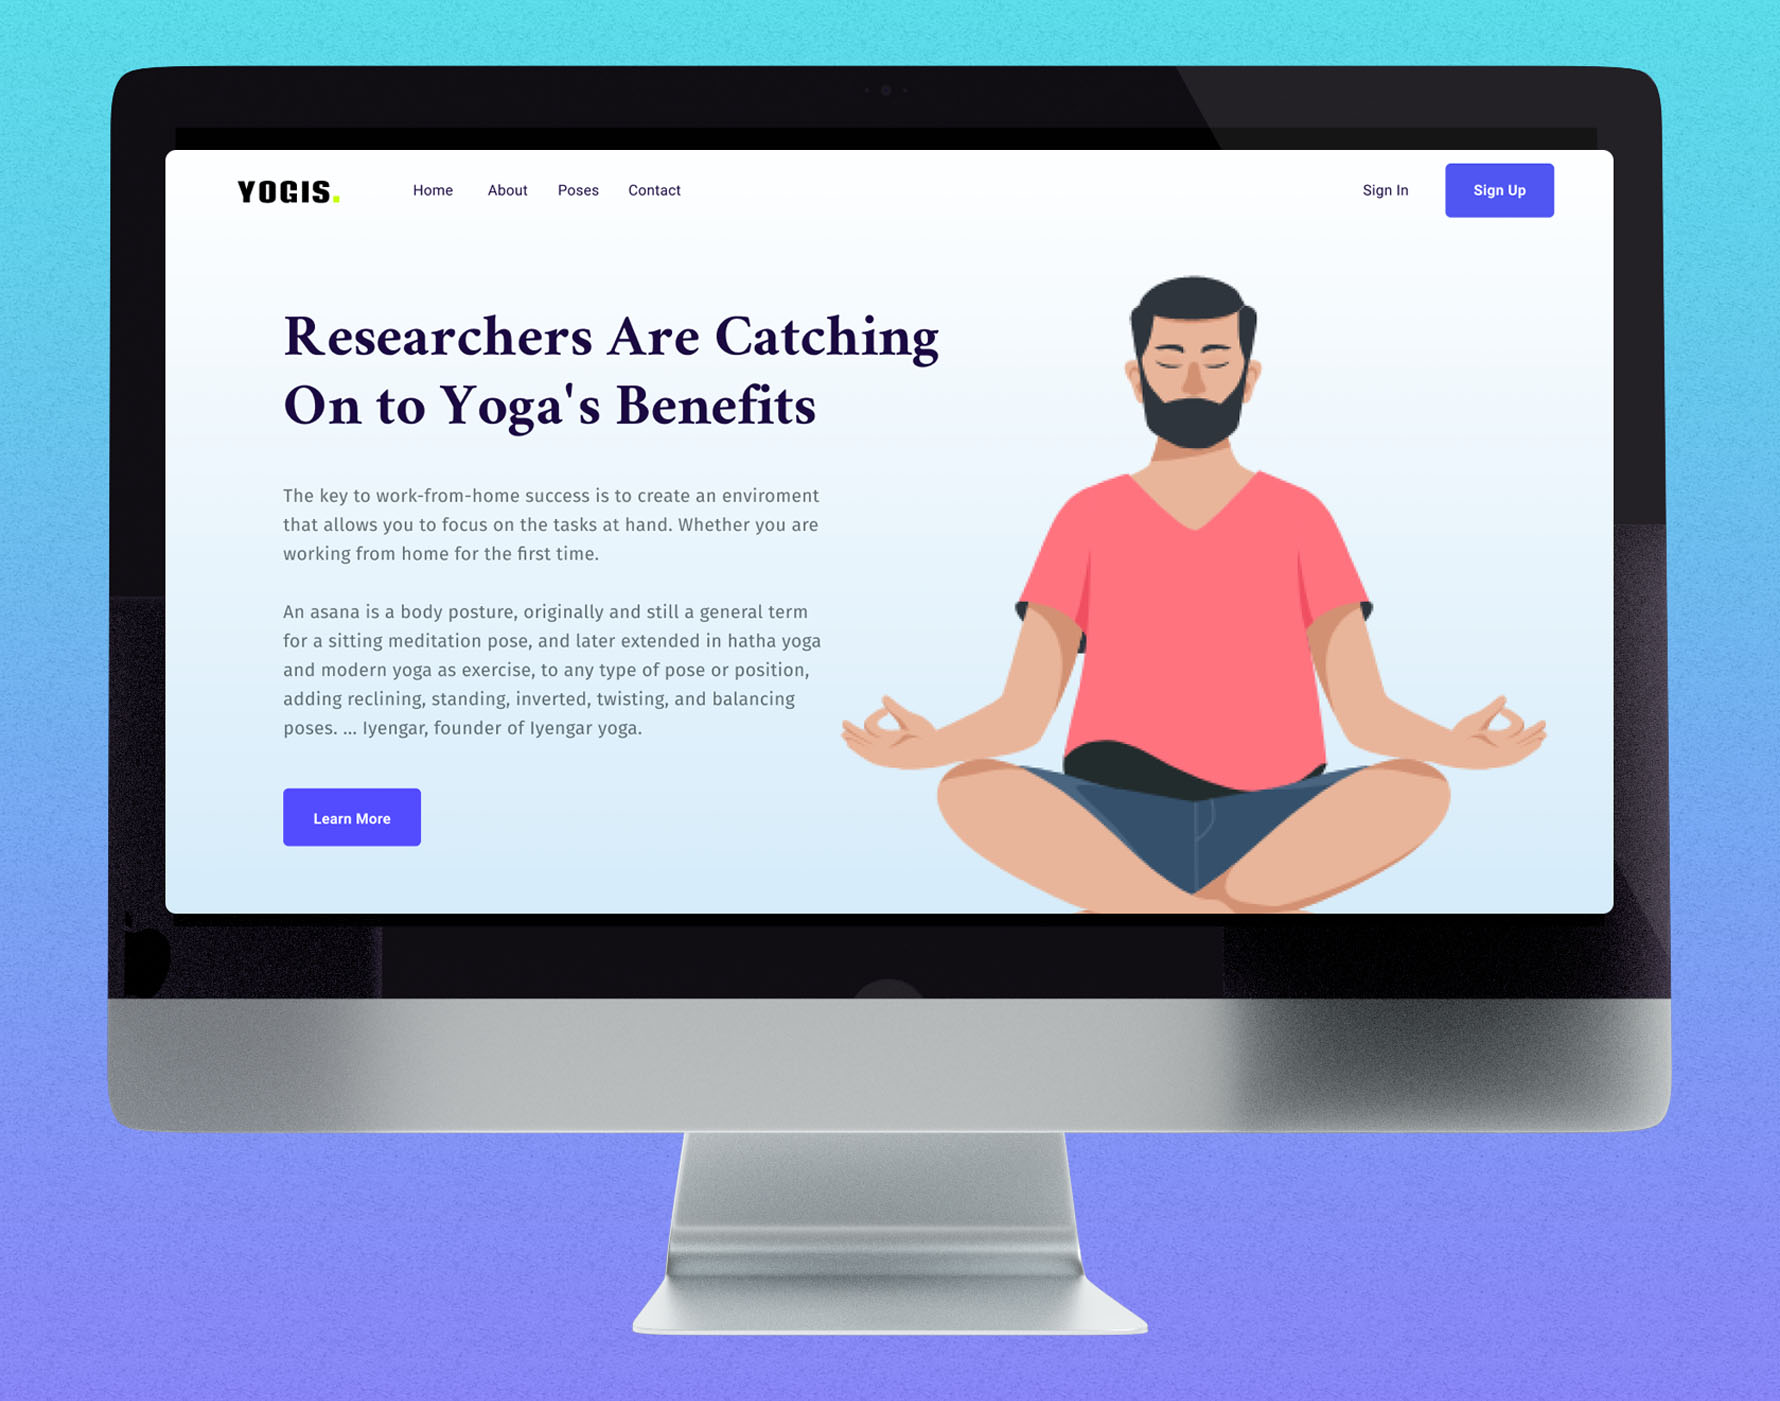 YOGIS.
Home About Poses Contact Sign In Sign Up
Researchers Are Catching
On to Yoga's Benefits
The key to work-from-home success is to create an enviroment
that allows you to focus on the tasks at hand. Whether you are
working from home for the first time.
An asana is a body posture, originally and still a general term
for a sitting meditation pose, and later extended in hatha yoga
and modern yoga as exercise, to any type of pose or position,
adding reclining, standing, inverted, twisting, and balancing
poses. ... Iyengar, founder of Iyengar yoga.
Learn More